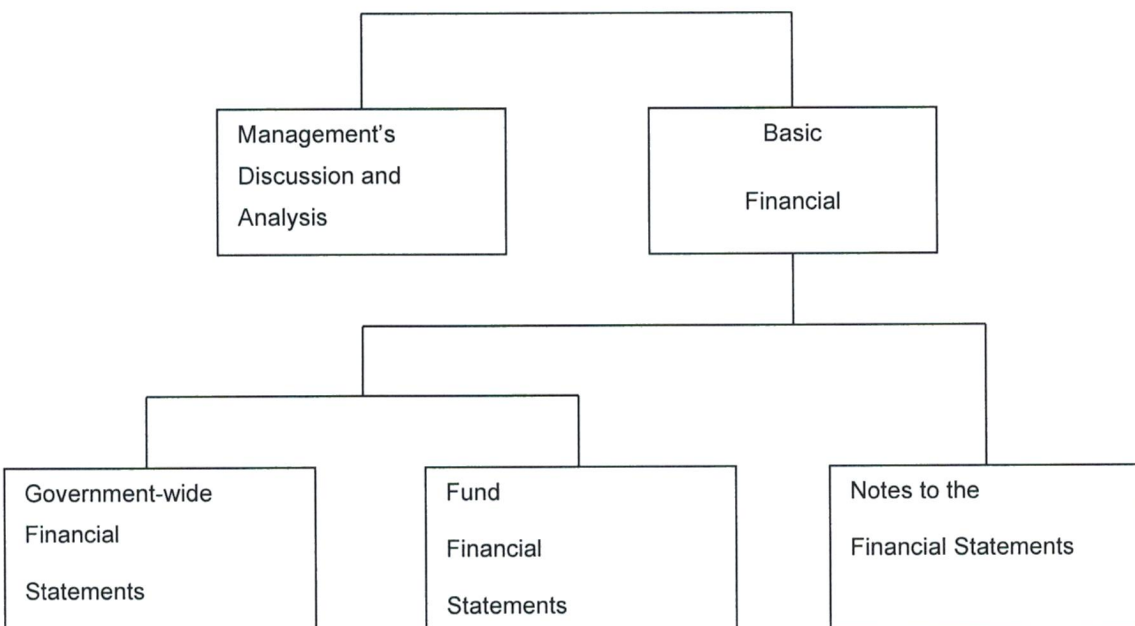 Management's
Discussion and
Analysis
Basic
Financial
Government-wide
Financial
Statements
Fund
Financial
Statements
Notes to the
Financial Statements